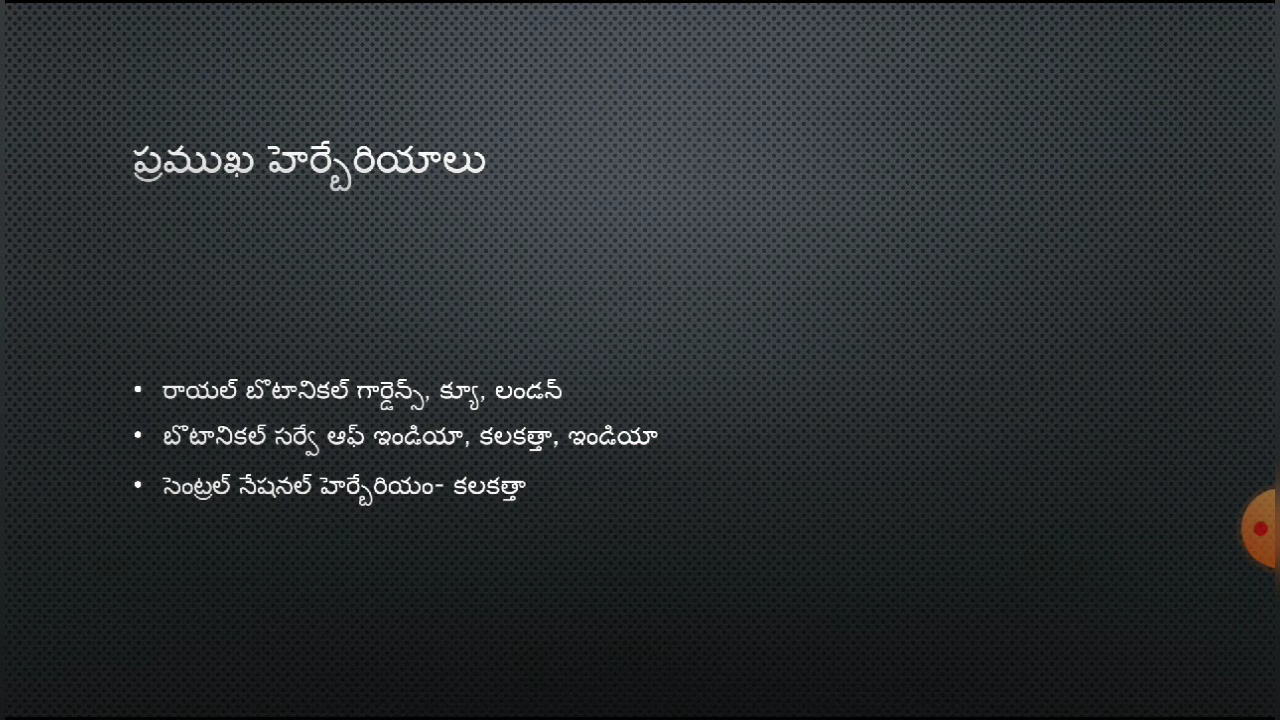 ప్రముఖ హెర్బేరియాలు
• రాయల్ బొటానికల్ గార్డెన్స్, క్యూ, లండన్
• బొటానికల్ సర్వే ఆఫ్ ఇండియా, కలకత్తా, ఇండియా
• సెంట్రల్ నేషనల్ హెర్బేరియం- కలకత్తా